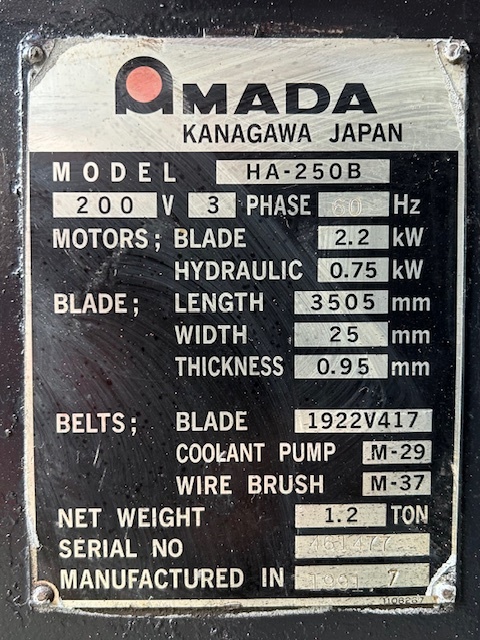 AMADA
KANAGAWA JAPAN
MODEL HA-250B
200 V 3 PHASE 60 Hz
MOTORS; BLADE 2.2 kW
HYDRAULIC 0.75 kW
BLADE; LENGTH 3505 mm
WIDTH 25 mm
THICKNESS 0.95 mm
BELTS; BLADE 1922V417
COOLANT PUMP M-29
WIRE BRUSH M-37
NET WEIGHT 1.2 TON
SERIAL NO
MANUFACTURED IN 1991. 7